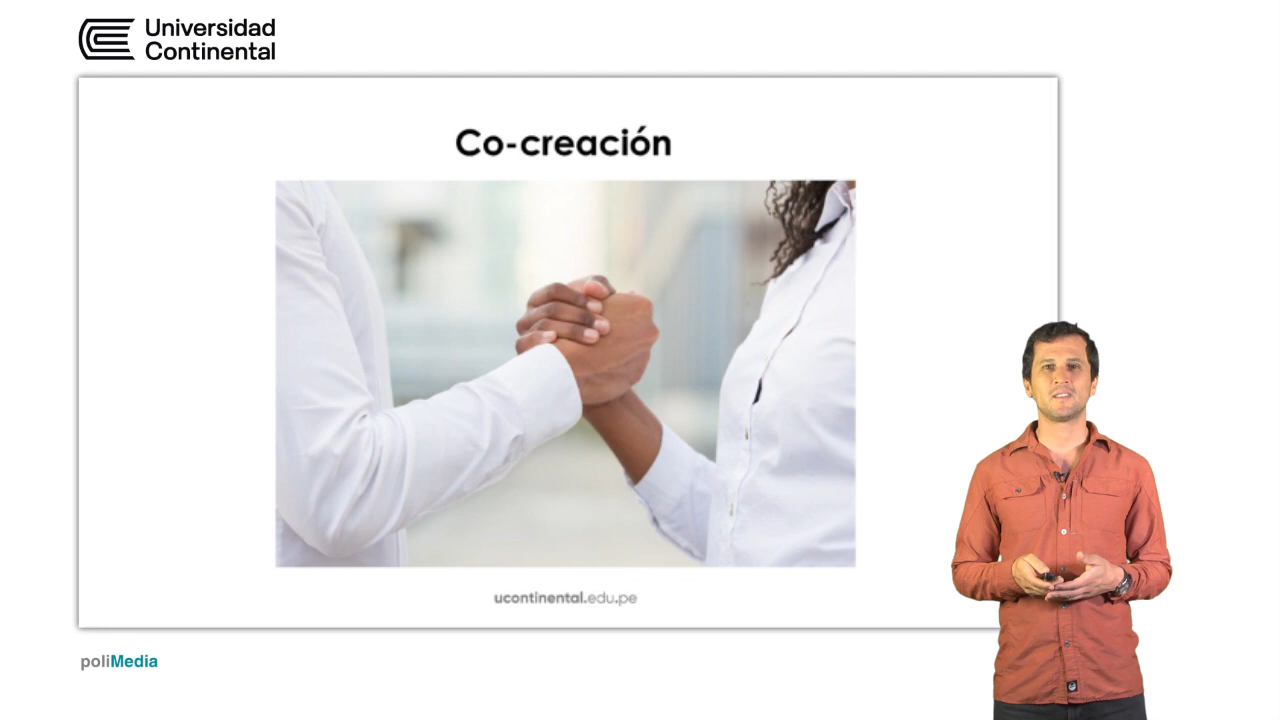 Universidad
Continental
Co-creación
ucontinental.edu.pe
poliMedia